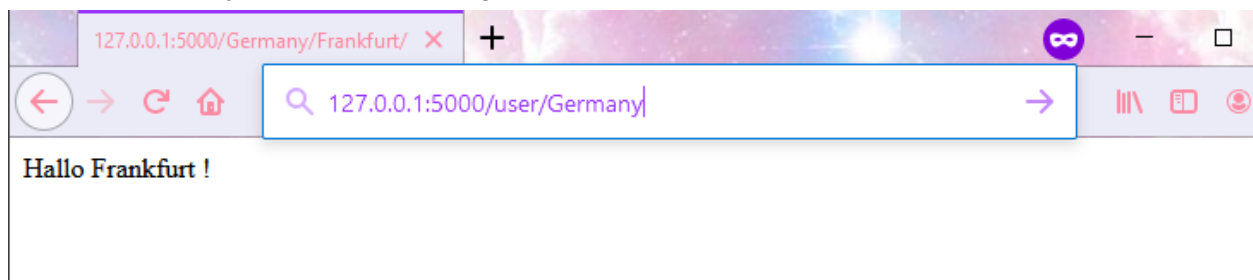 127.0.0.1:5000/Germany/Frankfurt/
127.0.0.1:5000/user/Germany
Hallo Frankfurt !